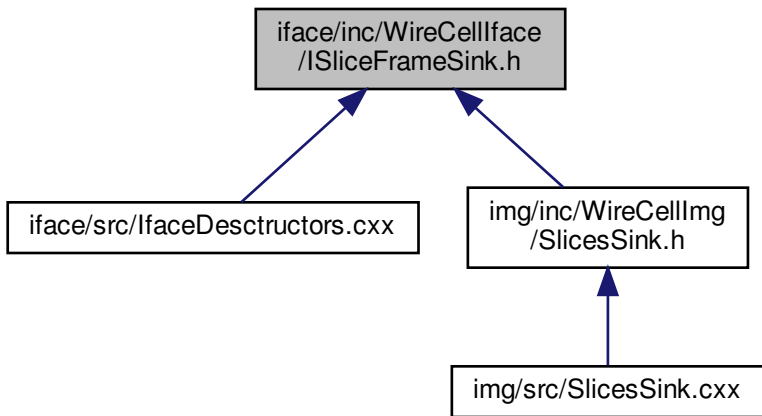 iface/inc/WireCellIface
/ISliceFrameSink.h
iface/src/IfaceDesctructors.cxx
img/inc/WireCellImg
/SlicesSink.h
img/src/SlicesSink.cxx